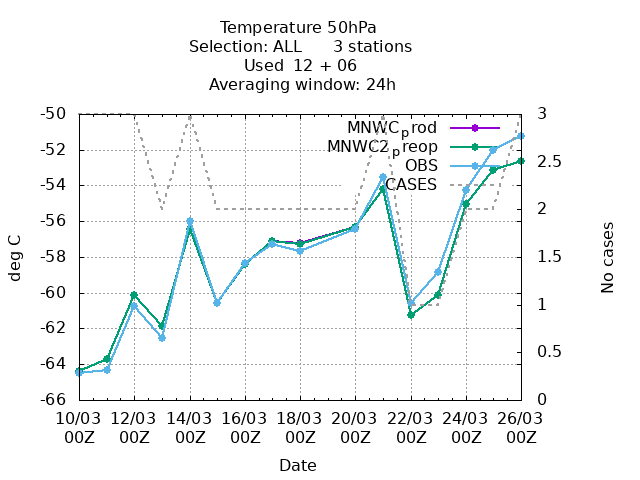 Temperature 50hPa
Selection: ALL      3 stations
Used  12 + 06
Averaging window: 24h
-50
-52
-54
-56
-58
-60
-62
-64
-66
deg C
3
2.5
2
1.5
1
0.5
0
No cases
MNWC_prod
MNWC2_preop
OBS
CASES
10/03 12/03 14/03 16/03 18/03 20/03 22/03 24/03 26/03
00Z 00Z 00Z 00Z 00Z 00Z 00Z 00Z 00Z
Date